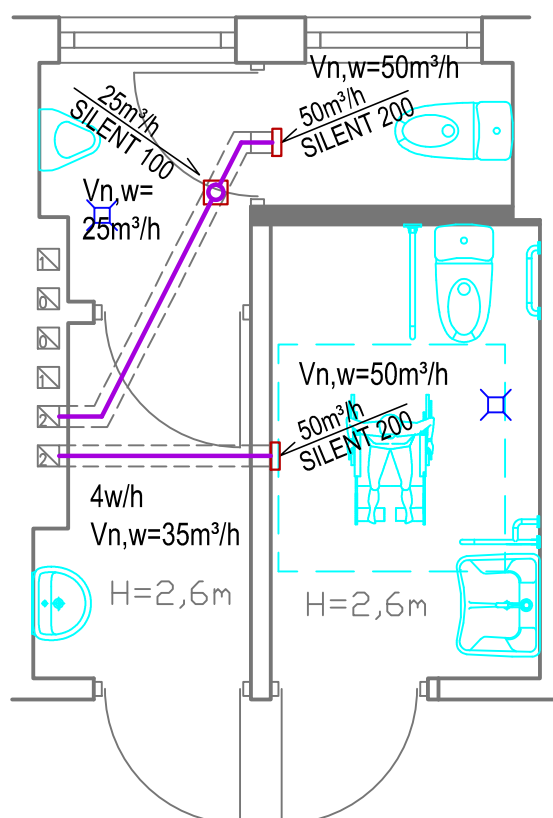 Vn,w=50m³/h
25m³/h
SILENT 100
50m³/h
SILENT 200
Vn,w=
25m³/h
1
0
0
1
2
2
Vn,w=50m³/h
50m³/h
SILENT 200
4w/h
Vn,w=35m³/h
H=2,6m
H=2,6m